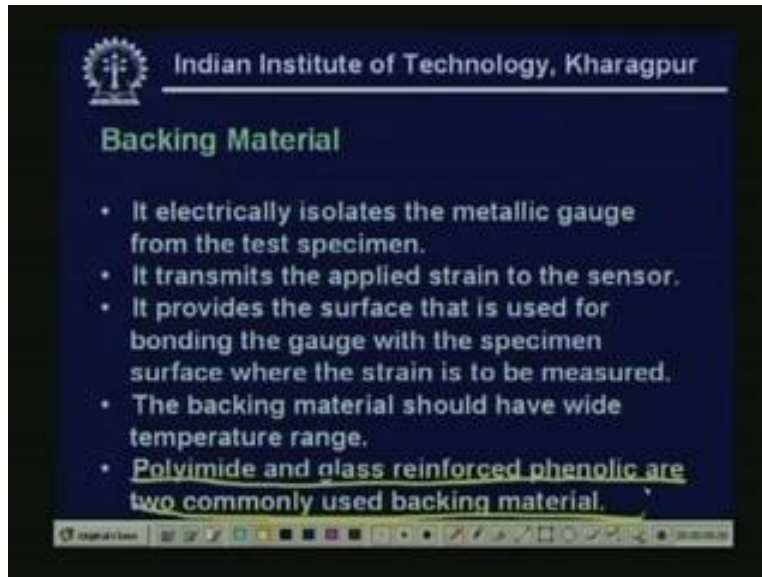 Indian Institute of Technology, Kharagpur
Backing Material
• It electrically isolates the metallic gauge
from the test specimen.
• It transmits the applied strain to the sensor.
• It provides the surface that is used for
bonding the gauge with the specimen
surface where the strain is to be measured.
• The backing material should have wide
temperature range.
• Polyimide and glass reinforced phenolic are
two commonly used backing material.